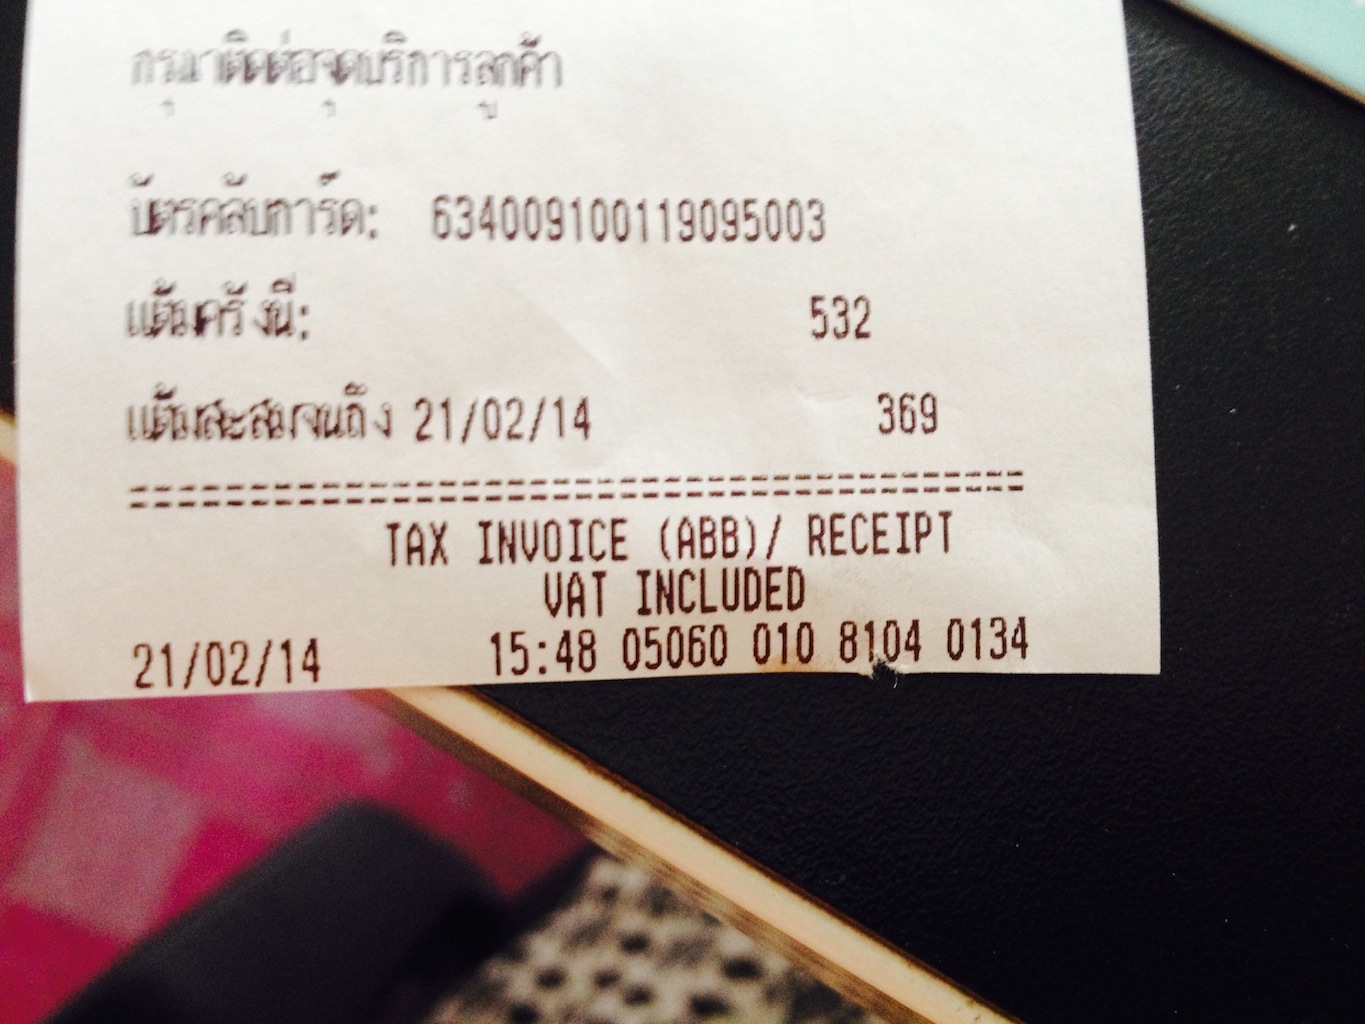 กรุณาติดต่อจุดบริการลูกค้า
บัตรคลับการ์ด: 634009100119095003
แต้มครั้งนี้: 532
แต้มสะสมจนถึง 21/02/14 369
=====================================
TAX INVOICE (ABB)/ RECEIPT
VAT INCLUDED
21/02/14 15:48 05060 010 8104 0134